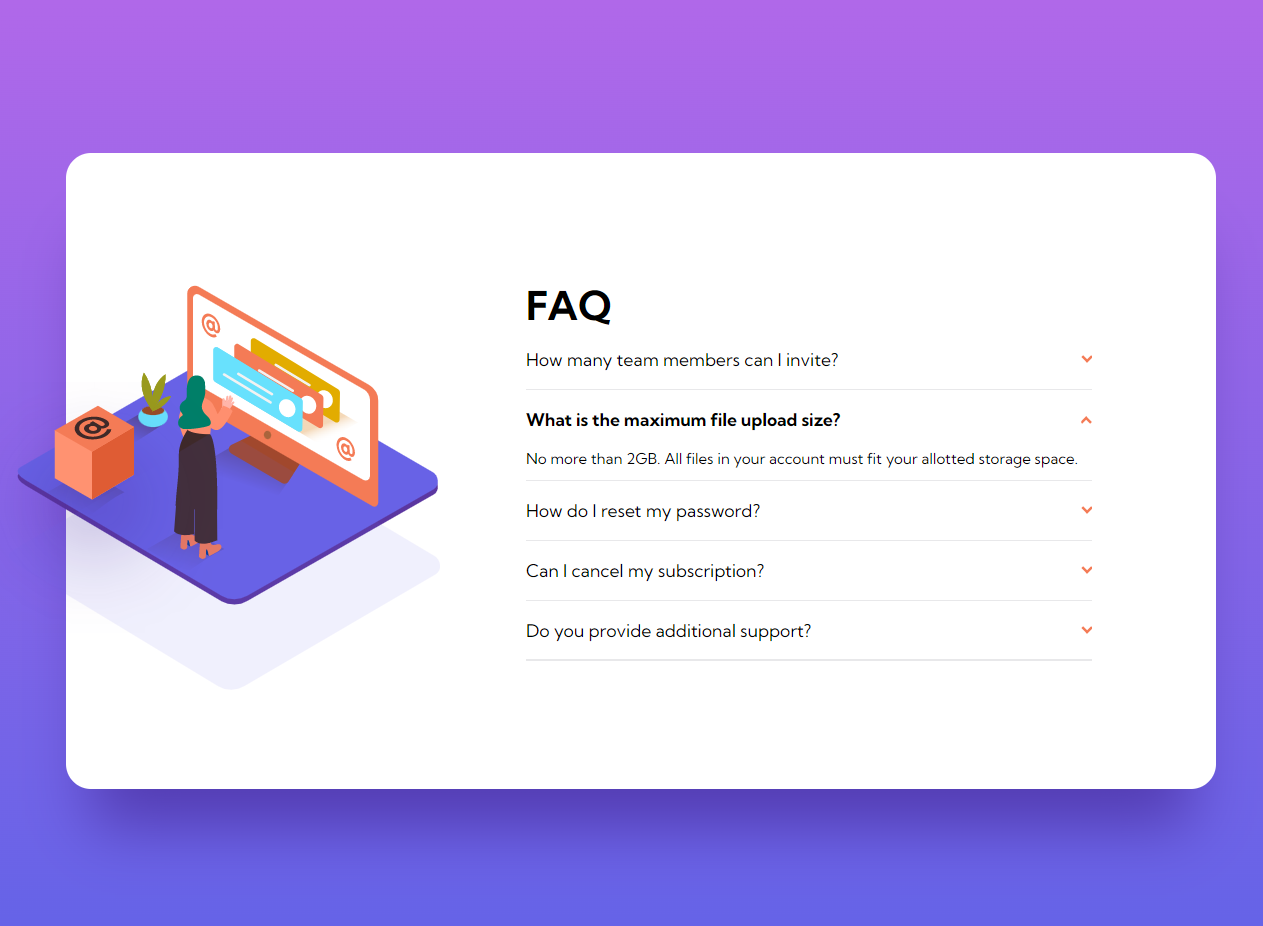 FAQ
How many team members can I invite?
What is the maximum file upload size?
No more than 2GB. All files in your account must fit your allotted storage space.
How do I reset my password?
Can I cancel my subscription?
Do you provide additional support?
@
@
@